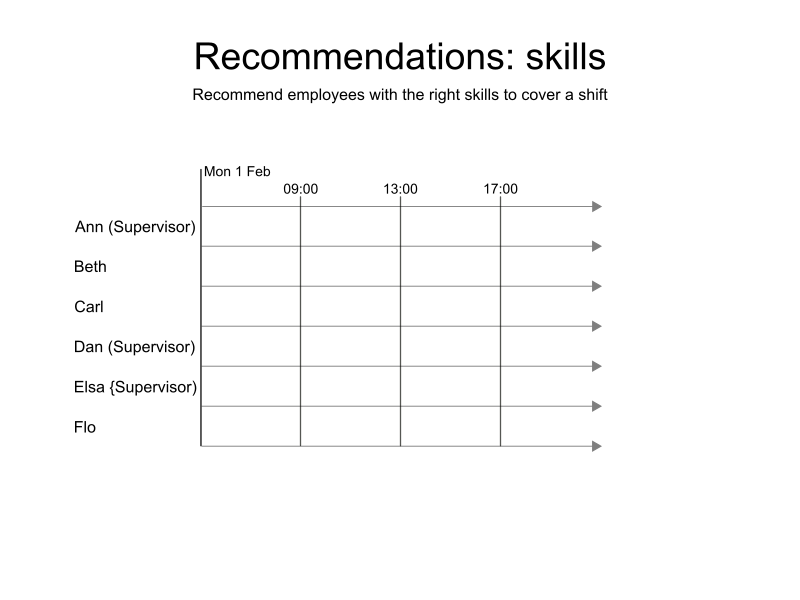 Recommendations: skills
Recommend employees with the right skills to cover a shift
Mon 1 Feb
09:00 13:00 17:00
Ann (Supervisor)
Beth
Carl
Dan (Supervisor)
Elsa {Supervisor)
Flo